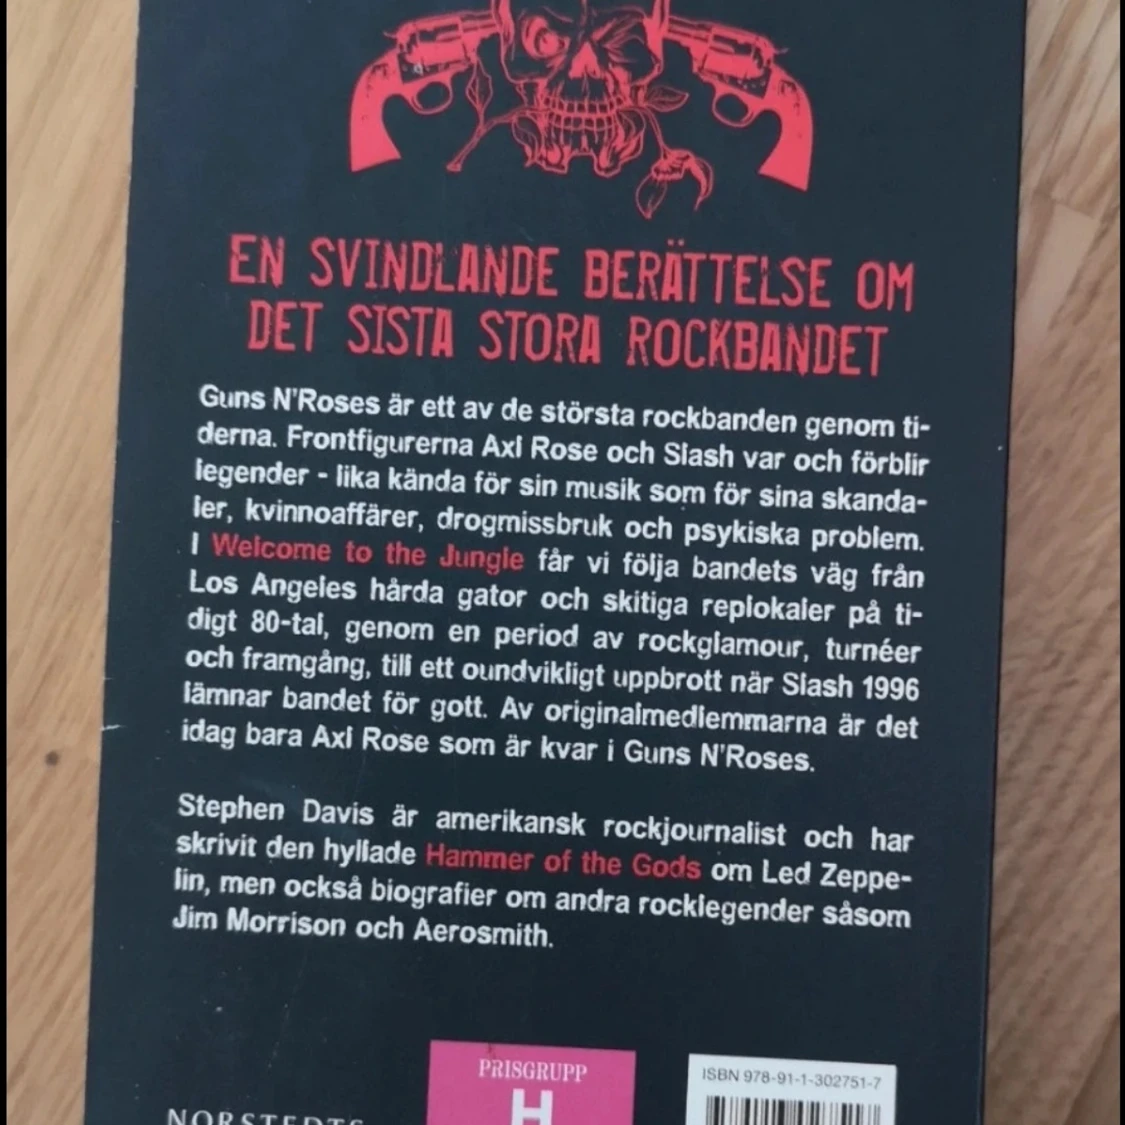 EN SVINDLANDE BERÄTTELSE OM
DET SISTA STORA ROCKBANDET
Guns N'Roses är ett av de största rockbanden genom ti-
derna. Frontfigurerna Axl Rose och Slash var och förblir
legender - lika kända för sin musik som för sina skanda-
ler, kvinnoaffärer, drogmissbruk och psykiska problem.
I Welcome to the Jungle får vi följa bandets väg från
Los Angeles hårda gator och skitiga replokaler på ti-
digt 80-tal, genom en period av rockglamour, turnéer
och framgång, till ett oundvikligt uppbrott när Slash 1996
lämnar bandet för gott. Av originalmedlemmarna är det
idag bara Axl Rose som är kvar i Guns N'Roses.
Stephen Davis är amerikansk rockjournalist och har
skrivit den hyllade Hammer of the Gods om Led Zeppe-
lin, men också biografier om andra rocklegender såsom
Jim Morrison och Aerosmith.
PRISGRUPP
H
ISBN 978-91-1-302751-7
NORSTEDTS